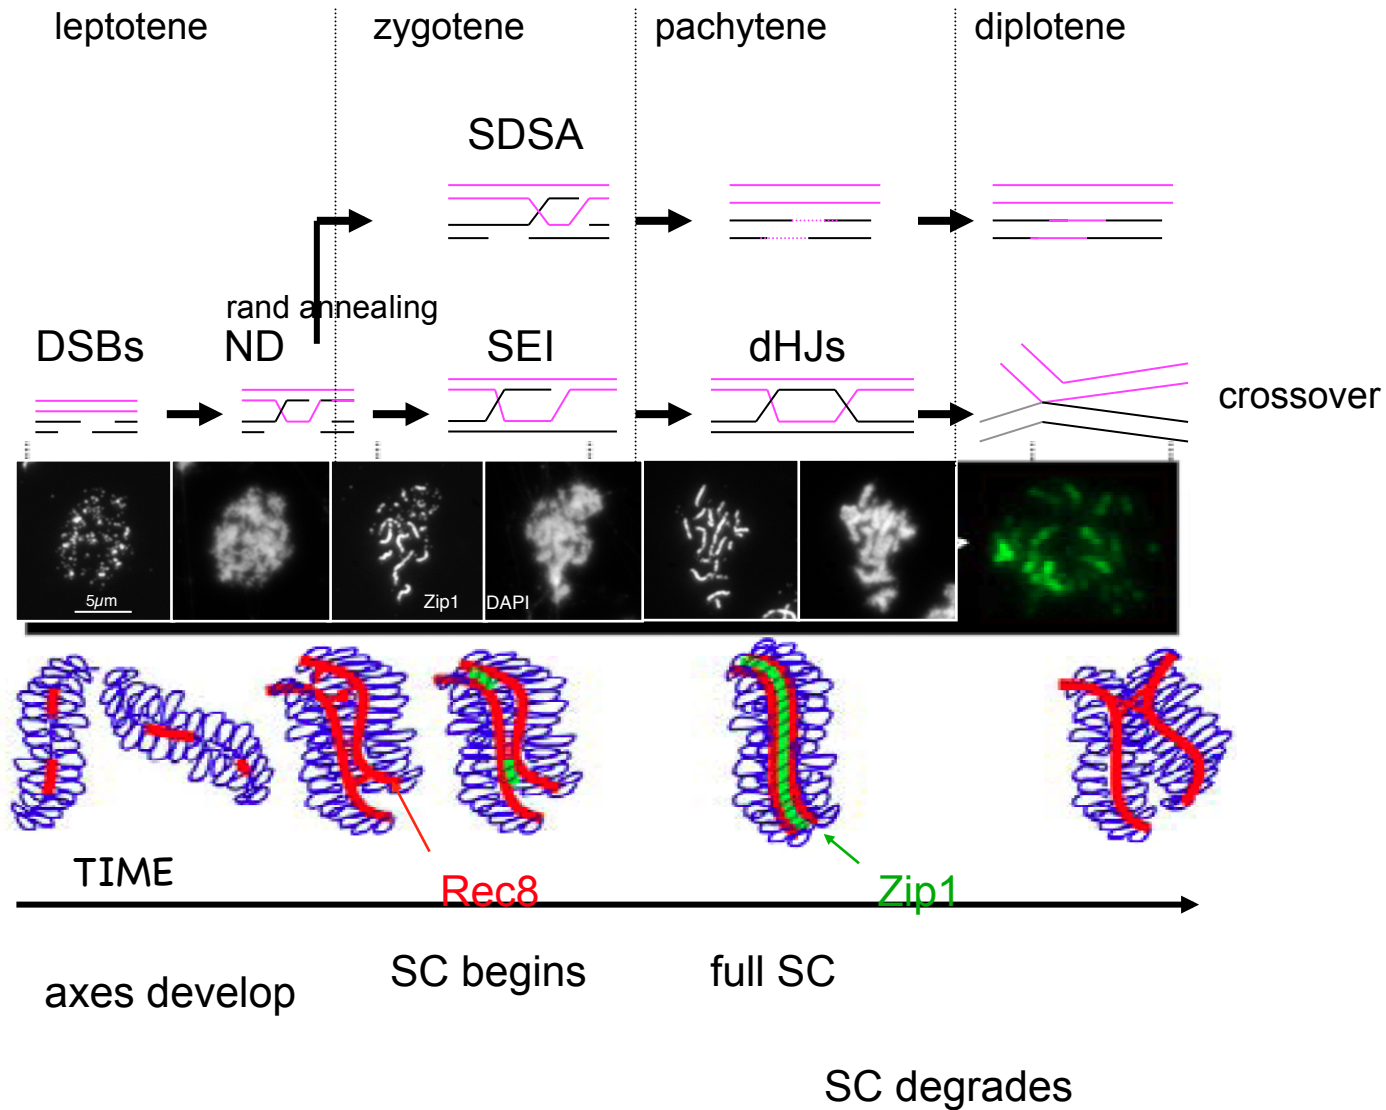 leptotene
zygotene
pachytene
diplotene
SDSA
rand annealing
DSBs
ND
SEI
dHJs
crossover
5µm
Zip1
DAPI
TIME
Rec8
Zip1
axes develop
SC begins
full SC
SC degrades